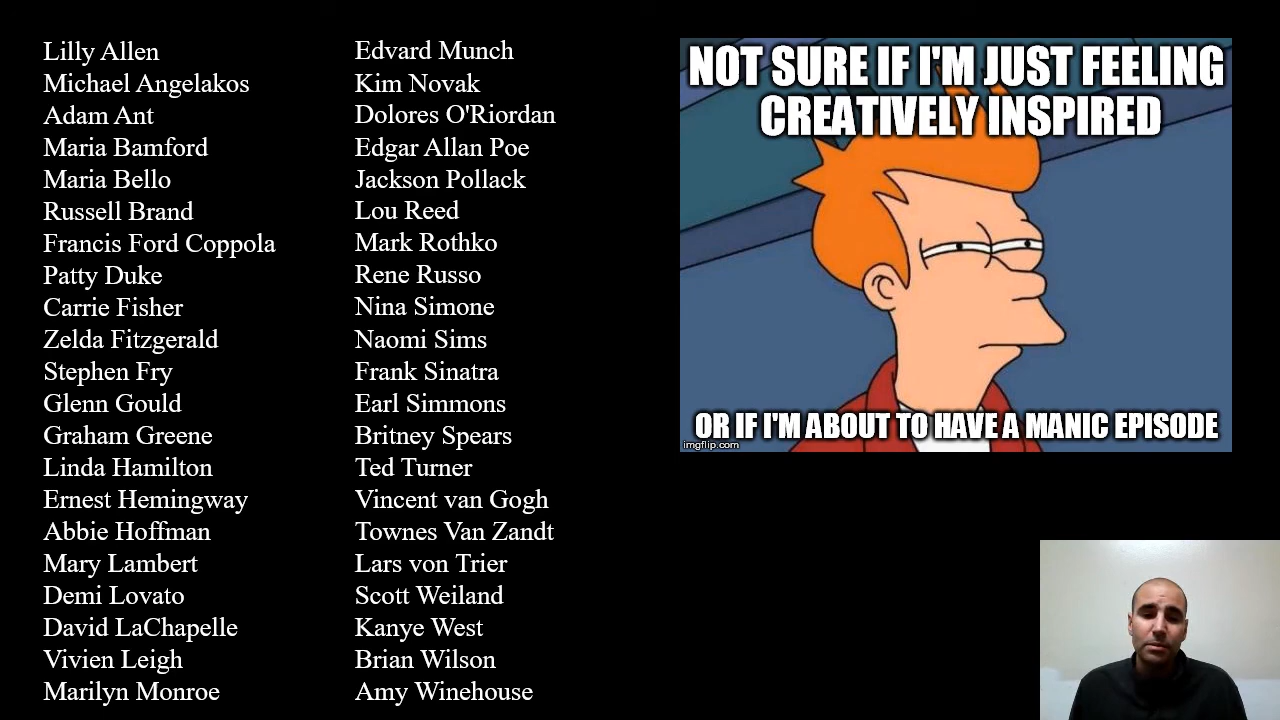 Lilly Allen
Michael Angelakos
Adam Ant
Maria Bamford
Maria Bello
Russell Brand
Francis Ford Coppola
Patty Duke
Carrie Fisher
Zelda Fitzgerald
Stephen Fry
Glenn Gould
Graham Greene
Linda Hamilton
Ernest Hemingway
Abbie Hoffman
Mary Lambert
Demi Lovato
David LaChapelle
Vivien Leigh
Marilyn Monroe
Edvard Munch
Kim Novak
Dolores O'Riordan
Edgar Allan Poe
Jackson Pollack
Lou Reed
Mark Rothko
Rene Russo
Nina Simone
Naomi Sims
Frank Sinatra
Earl Simmons
Britney Spears
Ted Turner
Vincent van Gogh
Townes Van Zandt
Lars von Trier
Scott Weiland
Kanye West
Brian Wilson
Amy Winehouse
NOT SURE IF I'M JUST FEELING
CREATIVELY INSPIRED
OR IF I'M ABOUT TO HAVE A MANIC EPISODE
imgflip.com